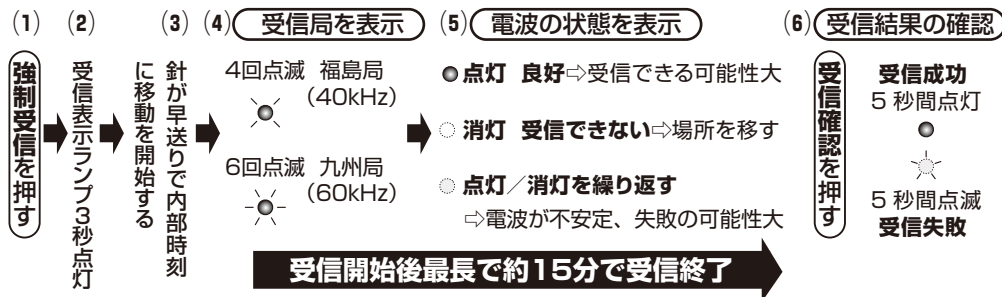 (1)
強制受信を押す
(2)
受信表示ランプ3秒点灯
(3)
針が早送りで内部時刻
に移動を開始する
(4) 受信局を表示
4回点滅 福島局
(40kHz)
6回点滅 九州局
(60kHz)
(5) 電波の状態を表示
点灯 良好⇨受信できる可能性大
消灯 受信できない⇨場所を移す
点灯/消灯を繰り返す
⇨電波が不安定、失敗の可能性大
受信開始後最長で約15分で受信終了
(6) 受信結果の確認
受信確認を押す
受信成功
5秒間点灯
5秒間点滅
受信失敗